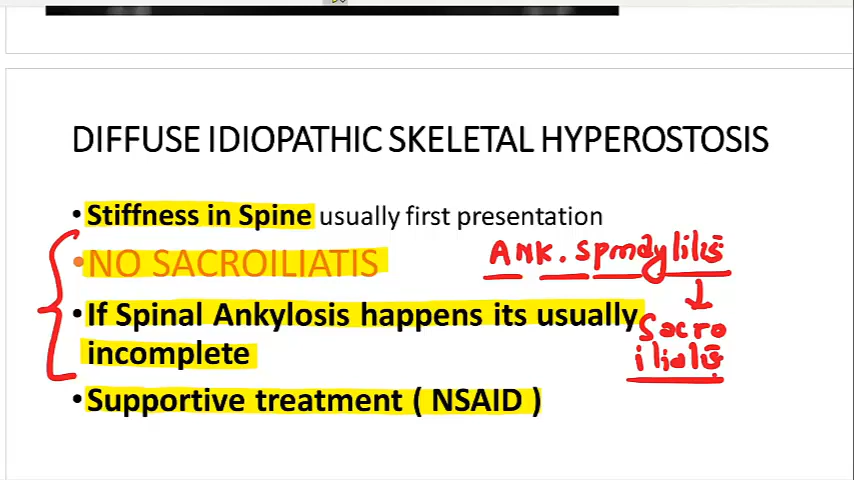 DIFFUSE IDIOPATHIC SKELETAL HYPEROSTOSIS
•Stiffness in Spine usually first presentation
•NO SACROILIATIS
ANK. Spondylitis
•If Spinal Ankylosis happens its usually
incomplete
Sacro
iliatis
•Supportive treatment ( NSAID )